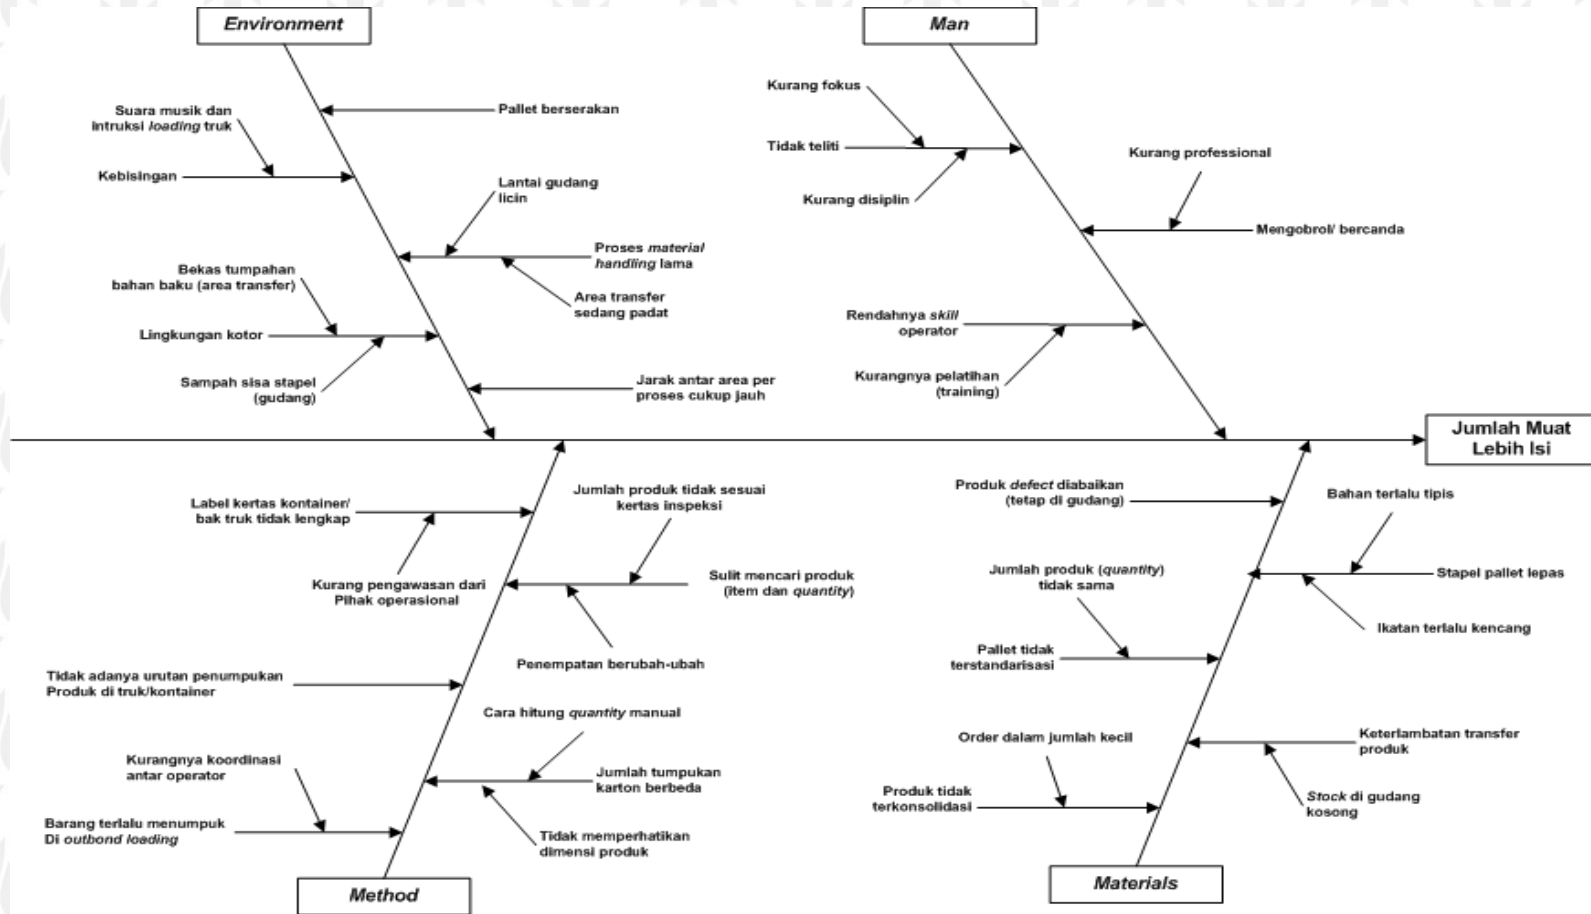 Environment
Man
Suara musik dan
intruksi loading truk
Kebisingan
Pallet berserakan
Lantai gudang
licin
Proses material
handling lama
Area transfer
sedang padat
Bekas tumpahan
bahan baku (area transfer)
Lingkungan kotor
Sampah sisa stapel
(gudang)
Jarak antar area per
proses cukup jauh
Kurang fokus
Tidak teliti
Kurang disiplin
Kurang professional
Mengobrol/ bercanda
Rendahnya skill
operator
Kurangnya pelatihan
(training)
Jumlah Muat
Lebih Isi
Label kertas kontainer/
bak truk tidak lengkap
Kurang pengawasan dari
Pihak operasional
Jumlah produk tidak sesuai
kertas inspeksi
Sulit mencari produk
(item dan quantity)
Penempatan berubah-ubah
Tidak adanya urutan penumpukan
Produk di truk/kontainer
Cara hitung quantity manual
Jumlah tumpukan
karton berbeda
Tidak memperhatikan
dimensi produk
Kurangnya koordinasi
antar operator
Barang terlalu menumpuk
Di outbond loading
Method
Produk defect diabaikan
(tetap di gudang)
Bahan terlalu tipis
Stapel pallet lepas
Ikatan terlalu kencang
Jumlah produk (quantity)
tidak sama
Pallet tidak
terstandarisasi
Order dalam jumlah kecil
Produk tidak
terkonsolidasi
Keterlambatan transfer
produk
Stock di gudang
kosong
Materials